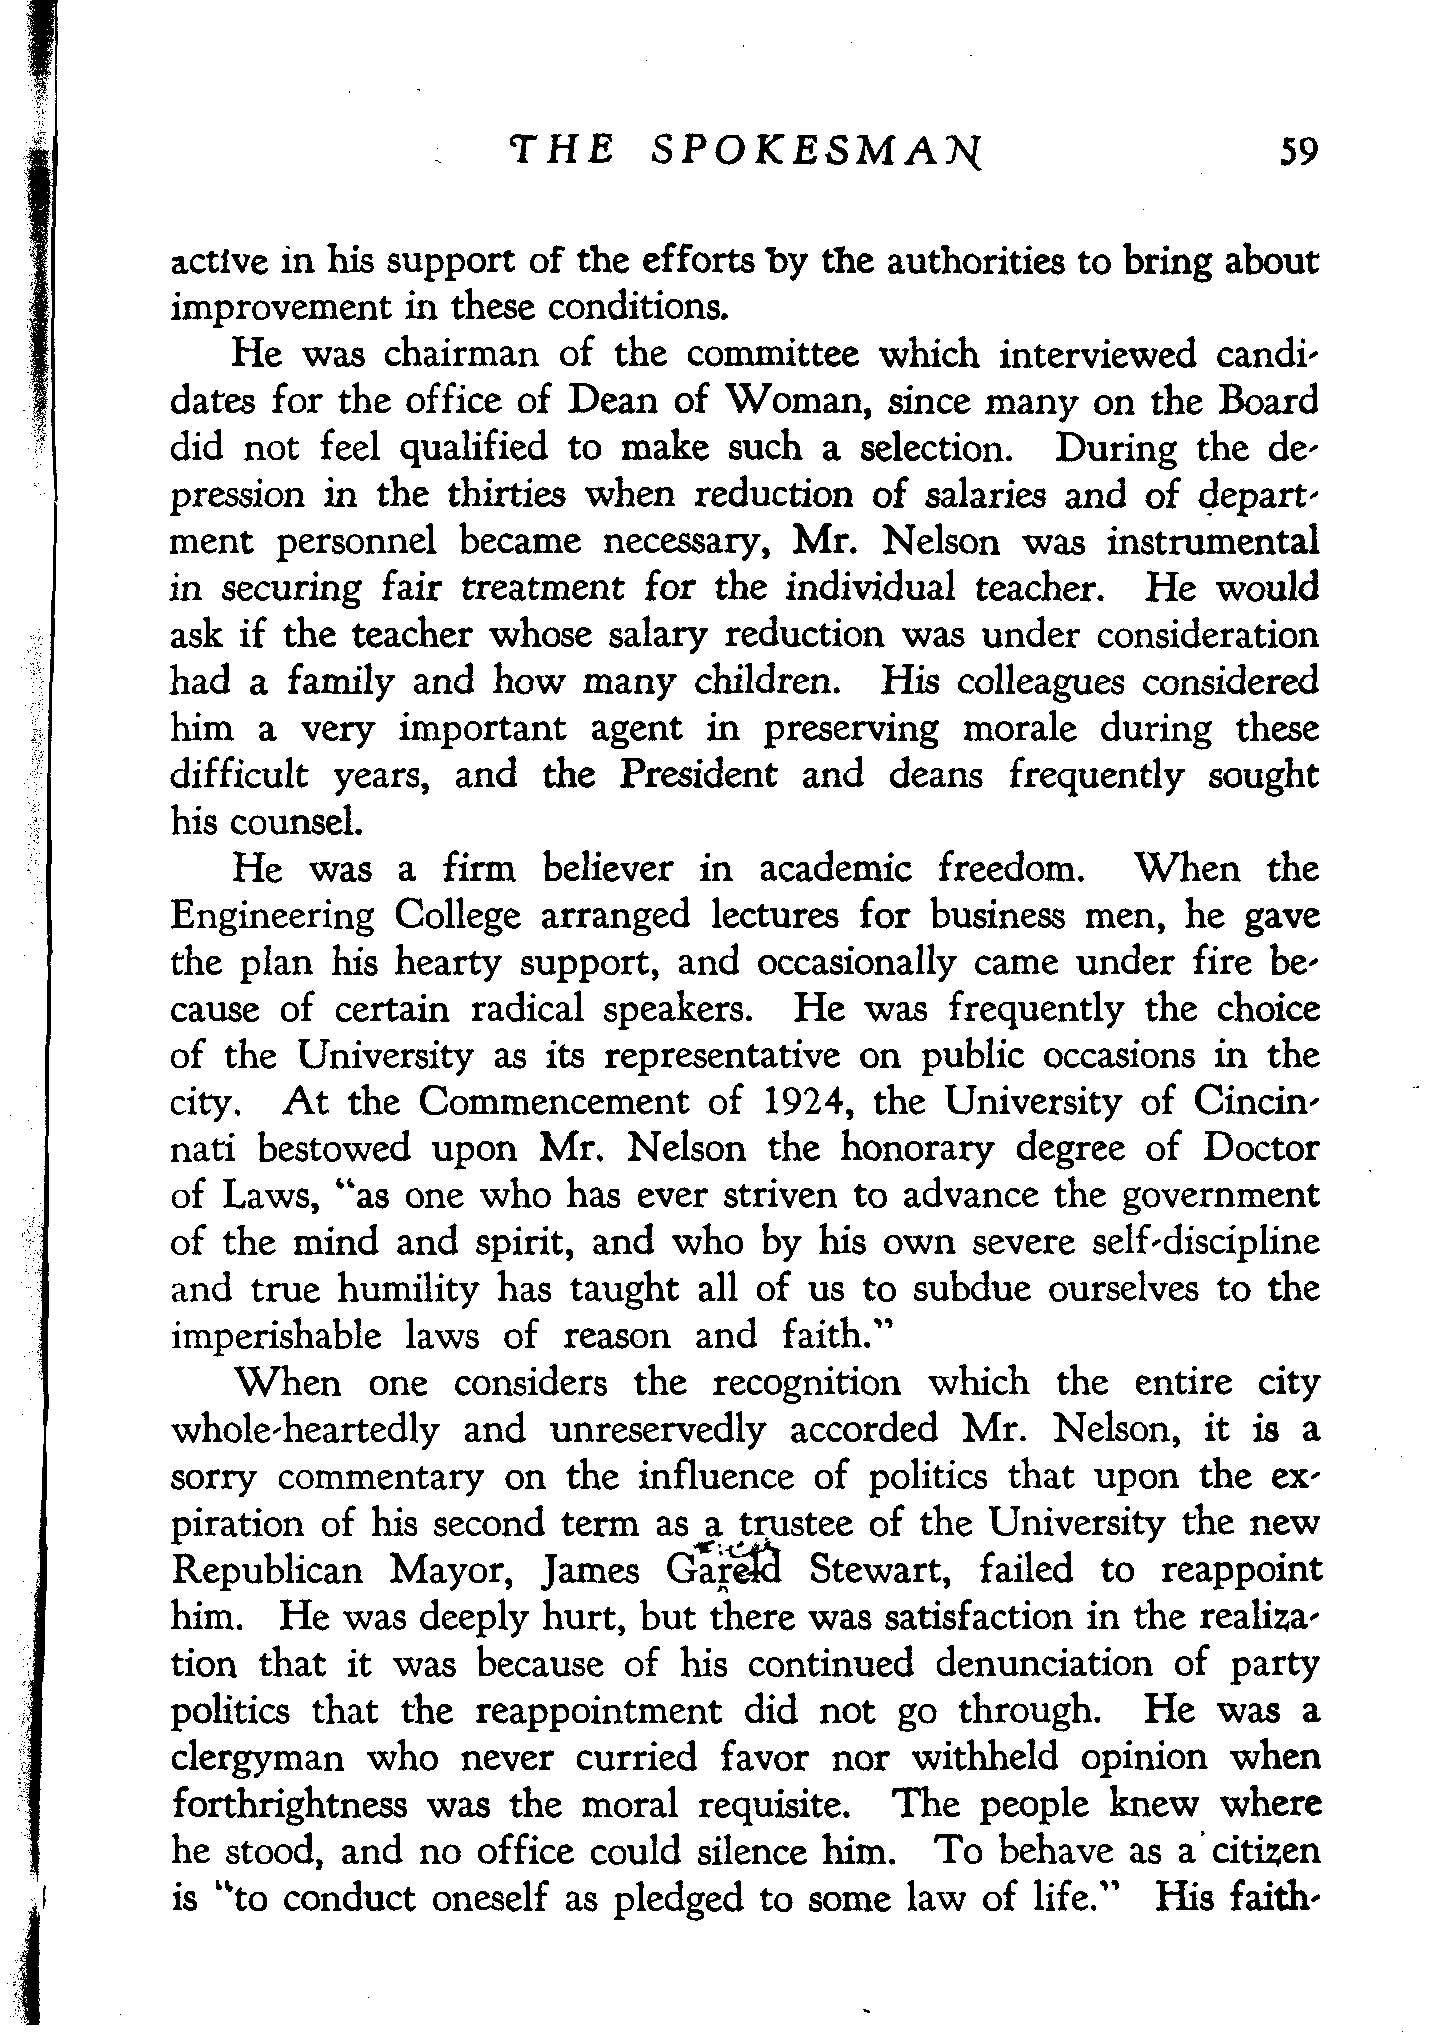 THE SPOKESMAN 59
active in his support of the efforts by the authorities to bring about
improvement in these conditions.
He was chairman of the committee which interviewed candi-
dates for the office of Dean of Woman, since many on the Board
did not feel qualified to make such a selection. During the de-
pression in the thirties when reduction of salaries and of depart-
ment personnel became necessary, Mr. Nelson was instrumental
in securing fair treatment for the individual teacher. He would
ask if the teacher whose salary reduction was under consideration
had a family and how many children. His colleagues considered
him a very important agent in preserving morale during these
difficult years, and the President and deans frequently sought
his counsel.
He was a firm believer in academic freedom. When the
Engineering College arranged lectures for business men, he gave
the plan his hearty support, and occasionally came under fire be-
cause of certain radical speakers. He was frequently the choice
of the University as its representative on public occasions in the
city. At the Commencement of 1924, the University of Cincin-
nati bestowed upon Mr. Nelson the honorary degree of Doctor
of Laws, "as one who has ever striven to advance the government
of the mind and spirit, and who by his own severe self-discipline
and true humility has taught all of us to subdue ourselves to the
imperishable laws of reason and faith."
When one considers the recognition which the entire city
whole-heartedly and unreservedly accorded Mr. Nelson, it is a
sorry commentary on the influence of politics that upon the ex-
piration of his second term as a trustee of the University the new
Republican Mayor, James Gareld Stewart, failed to reappoint
him. He was deeply hurt, but there was satisfaction in the realiza-
tion that it was because of his continued denunciation of party
politics that the reappointment did not go through. He was a
clergyman who never curried favor nor withheld opinion when
forthrightness was the moral requisite. The people knew where
he stood, and no office could silence him. To behave as a citizen
is "to conduct oneself as pledged to some law of life." His faith-